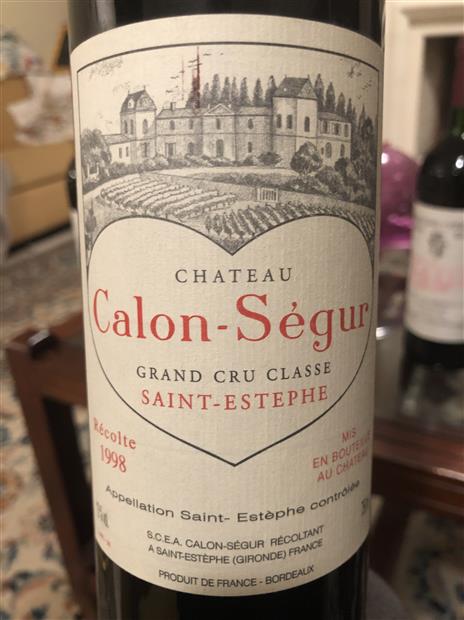 CHATEAU
Calon-Ségur
GRAND CRU CLASSE
SAINT-ESTEPHE
Récolte
1998
MIS
EN BOUTEILLE
AU CHATEAU
Appellation Saint-Estèphe contrôlée
S.C.E.A. CALON-SÉGUR RÉCOLTANT
A SAINT-ESTÈPHE (GIRONDE) FRANCE
PRODUIT DE FRANCE - BORDEAUX